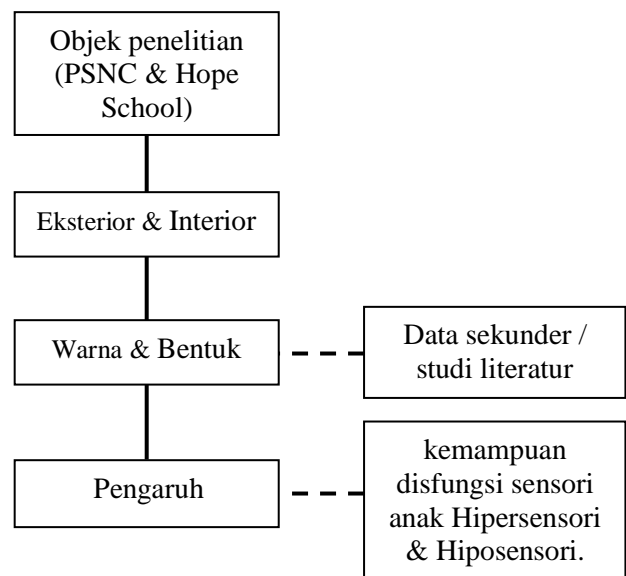 Objek penelitian
(PSNC & Hope
School)
Eksterior & Interior
Warna & Bentuk
Data sekunder /
studi literatur
Pengaruh
kemampuan
disfungsi sensori
anak Hipersensori
& Hiposensori.